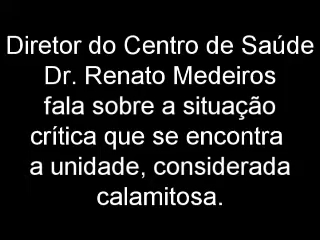 Diretor do Centro de Saúde
Dr. Renato Medeiros
fala sobre a situação
crítica que se encontra
a unidade, considerada
calamitosa.